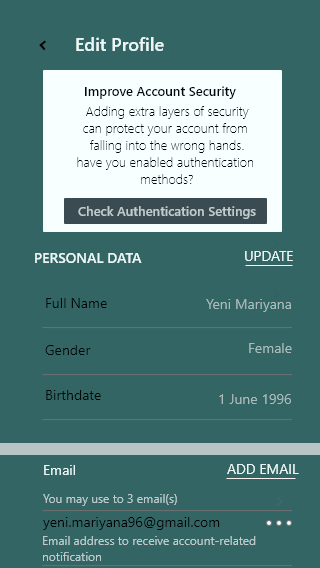 Edit Profile
Improve Account Security
Adding extra layers of security
can protect your account from
falling into the wrong hands.
have you enabled authentication
methods?
Check Authentication Settings
PERSONAL DATA
UPDATE
Full Name
Yeni Mariyana
Gender
Female
Birthdate
1 June 1996
Email
ADD EMAIL
You may use to 3 email(s)
yeni.mariyana96@gmail.com
Email address to receive account-related
notification